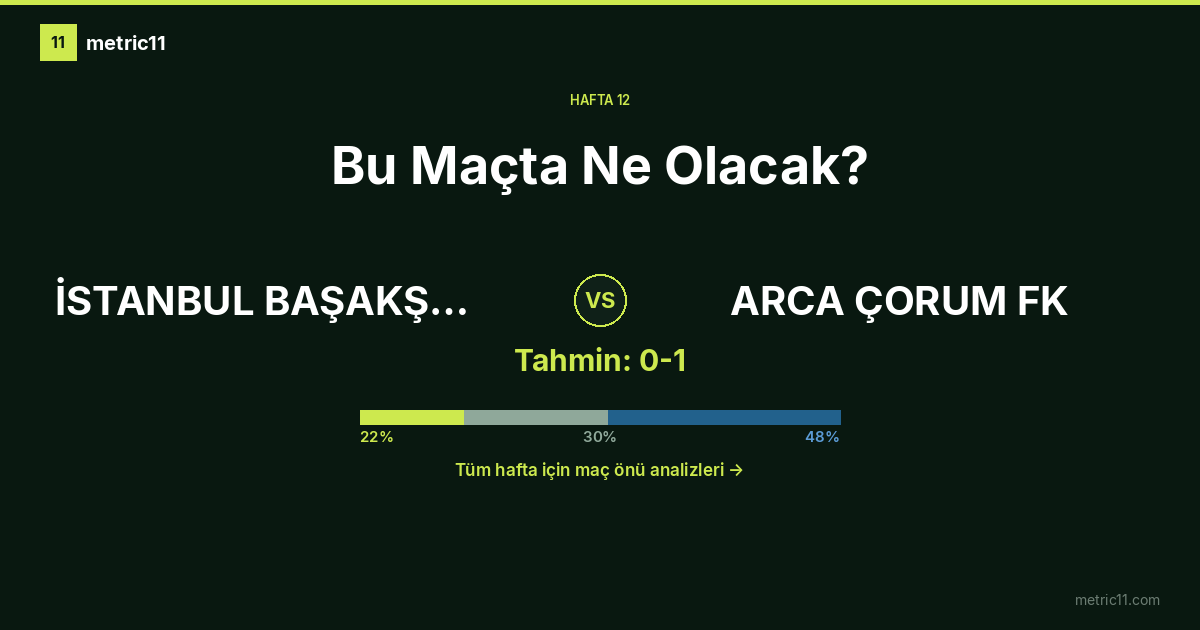 11 metric11
HAFTA 12
Bu Maçta Ne Olacak?
İSTANBUL BAŞAKŞ... VS ARCA ÇORUM FK
Tahmin: 0-1
22% 30% 48%
Tüm hafta için maç önü analizleri →
metric11.com